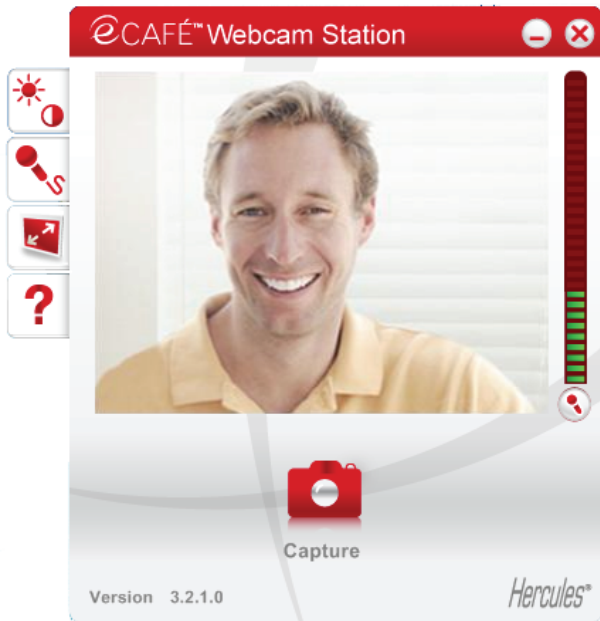 eCAFÉ™ Webcam Station
?
Capture
Version 3.2.1.0
Hercules®